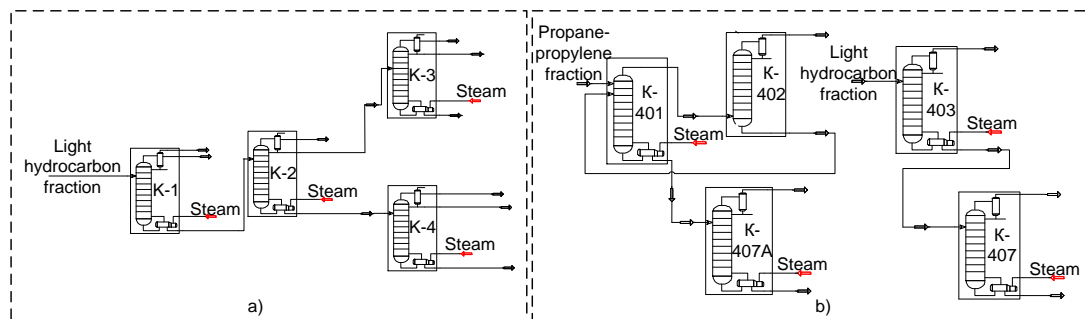 Light
hydrocarbon
fraction
K-1
Steam
K-2
Steam
K-3
Steam
K-4
Steam
a)
Propane-
propylene
fraction
К-
401
Steam
К-
402
Light
hydrocarbon
fraction
К-
403
Steam
К-
407А
Steam
К-
407
Steam
b)